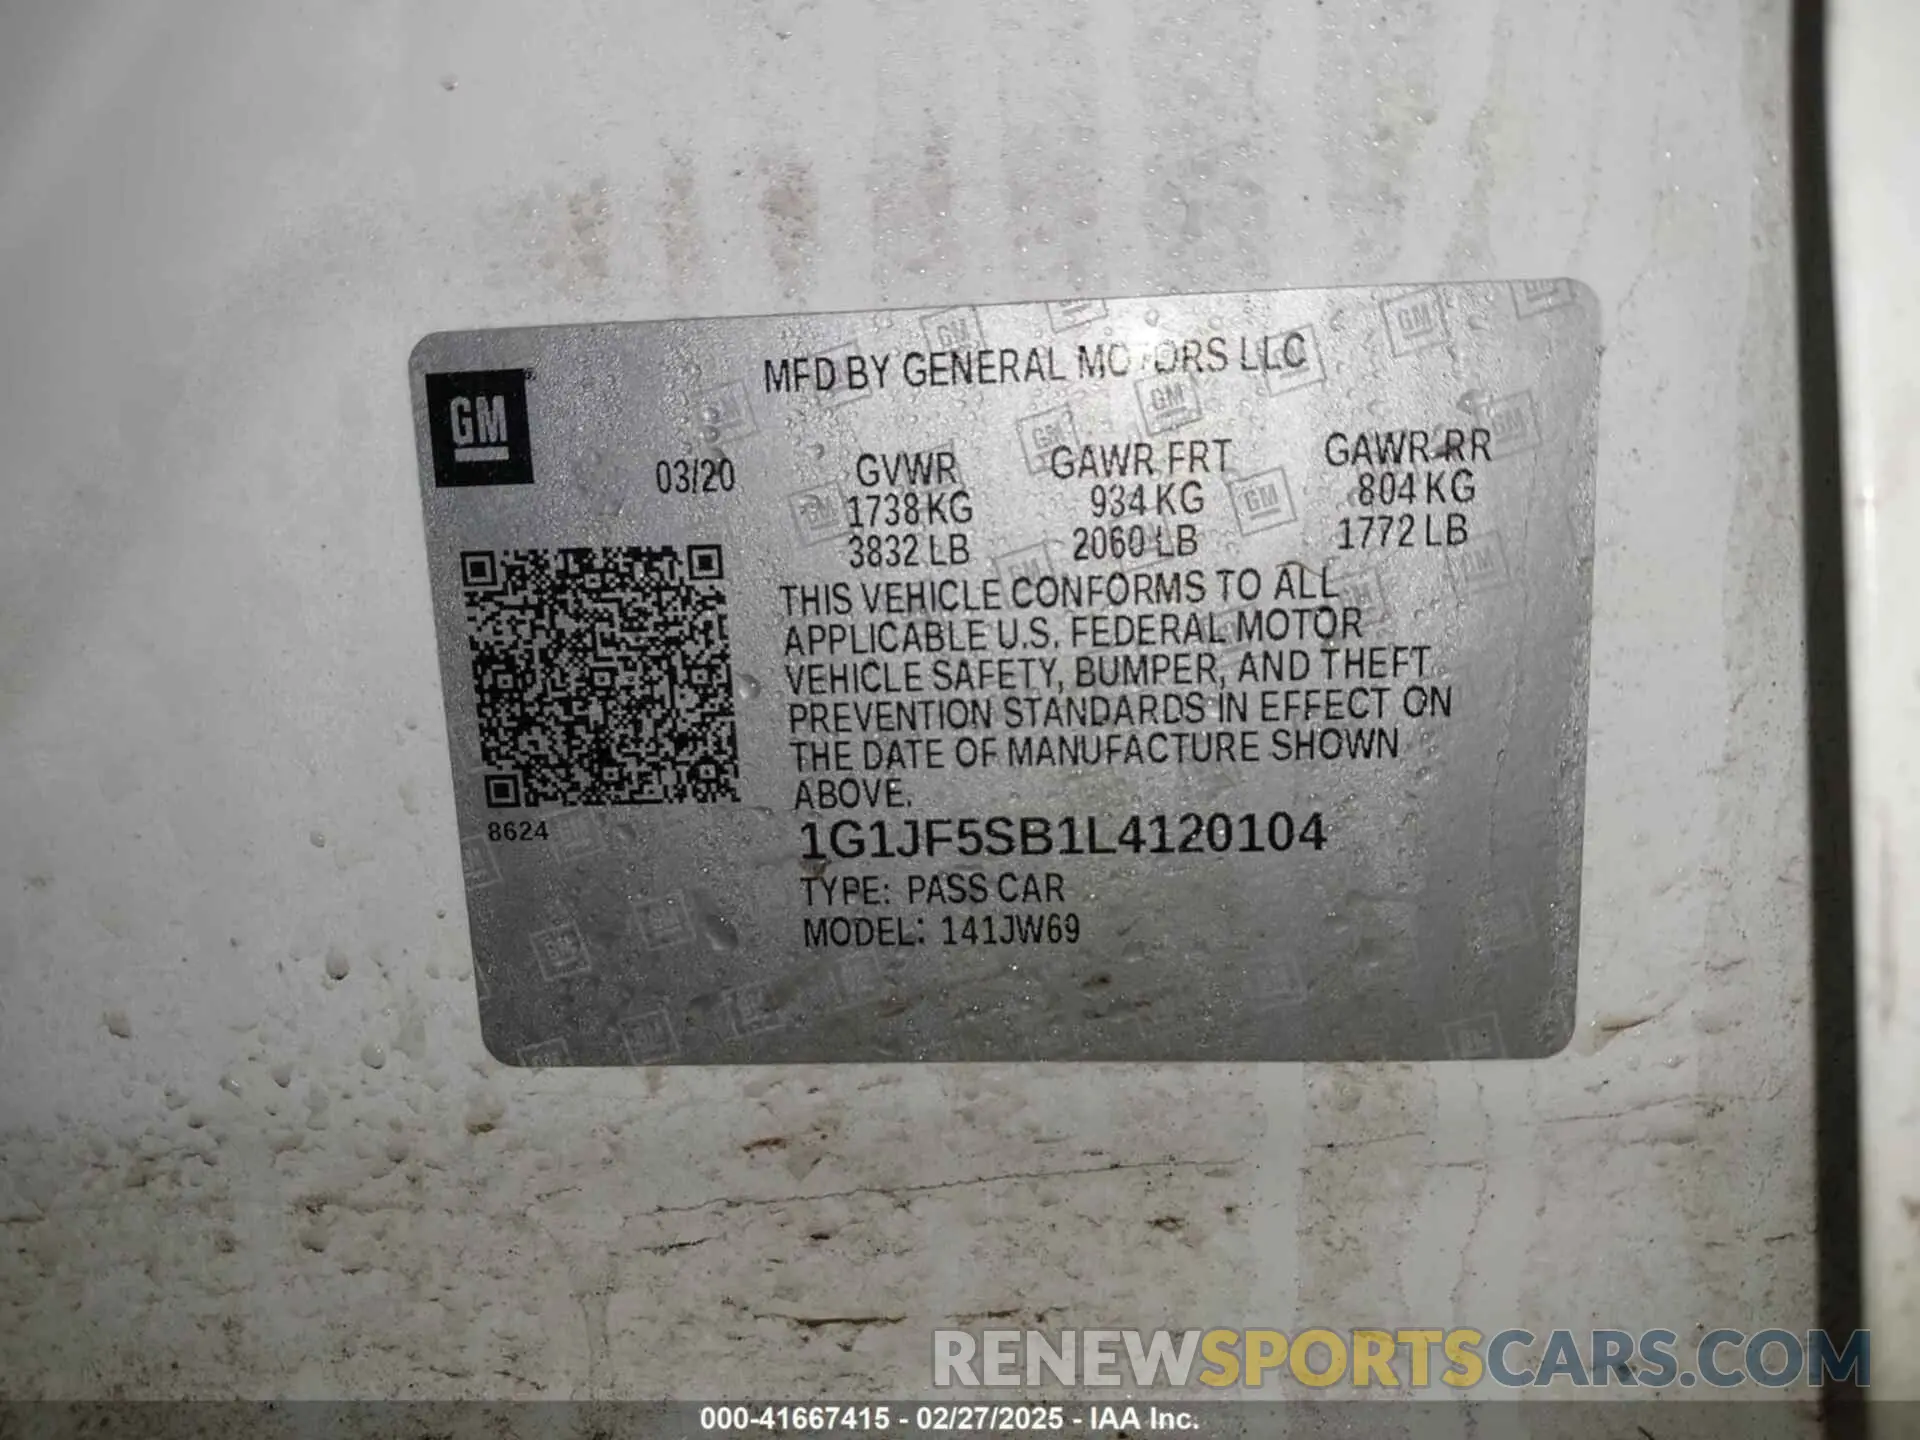 MFD BY GENERAL MOTORS LLC
GM
03/20
GVWR GAWR FRT GAWR RR
1738 KG 934 KG 804 KG
3832 LB 2060 LB 1772 LB
THIS VEHICLE CONFORMS TO ALL
APPLICABLE U.S. FEDERAL MOTOR
VEHICLE SAFETY, BUMPER, AND THEFT
PREVENTION STANDARDS IN EFFECT ON
THE DATE OF MANUFACTURE SHOWN
ABOVE.
8624
1G1JF5SB1L4120104
TYPE: PASS CAR
MODEL: 141JW69
RENEWSPORTSCARS.COM
000-41667415 - 02/27/2025 - IAA Inc.